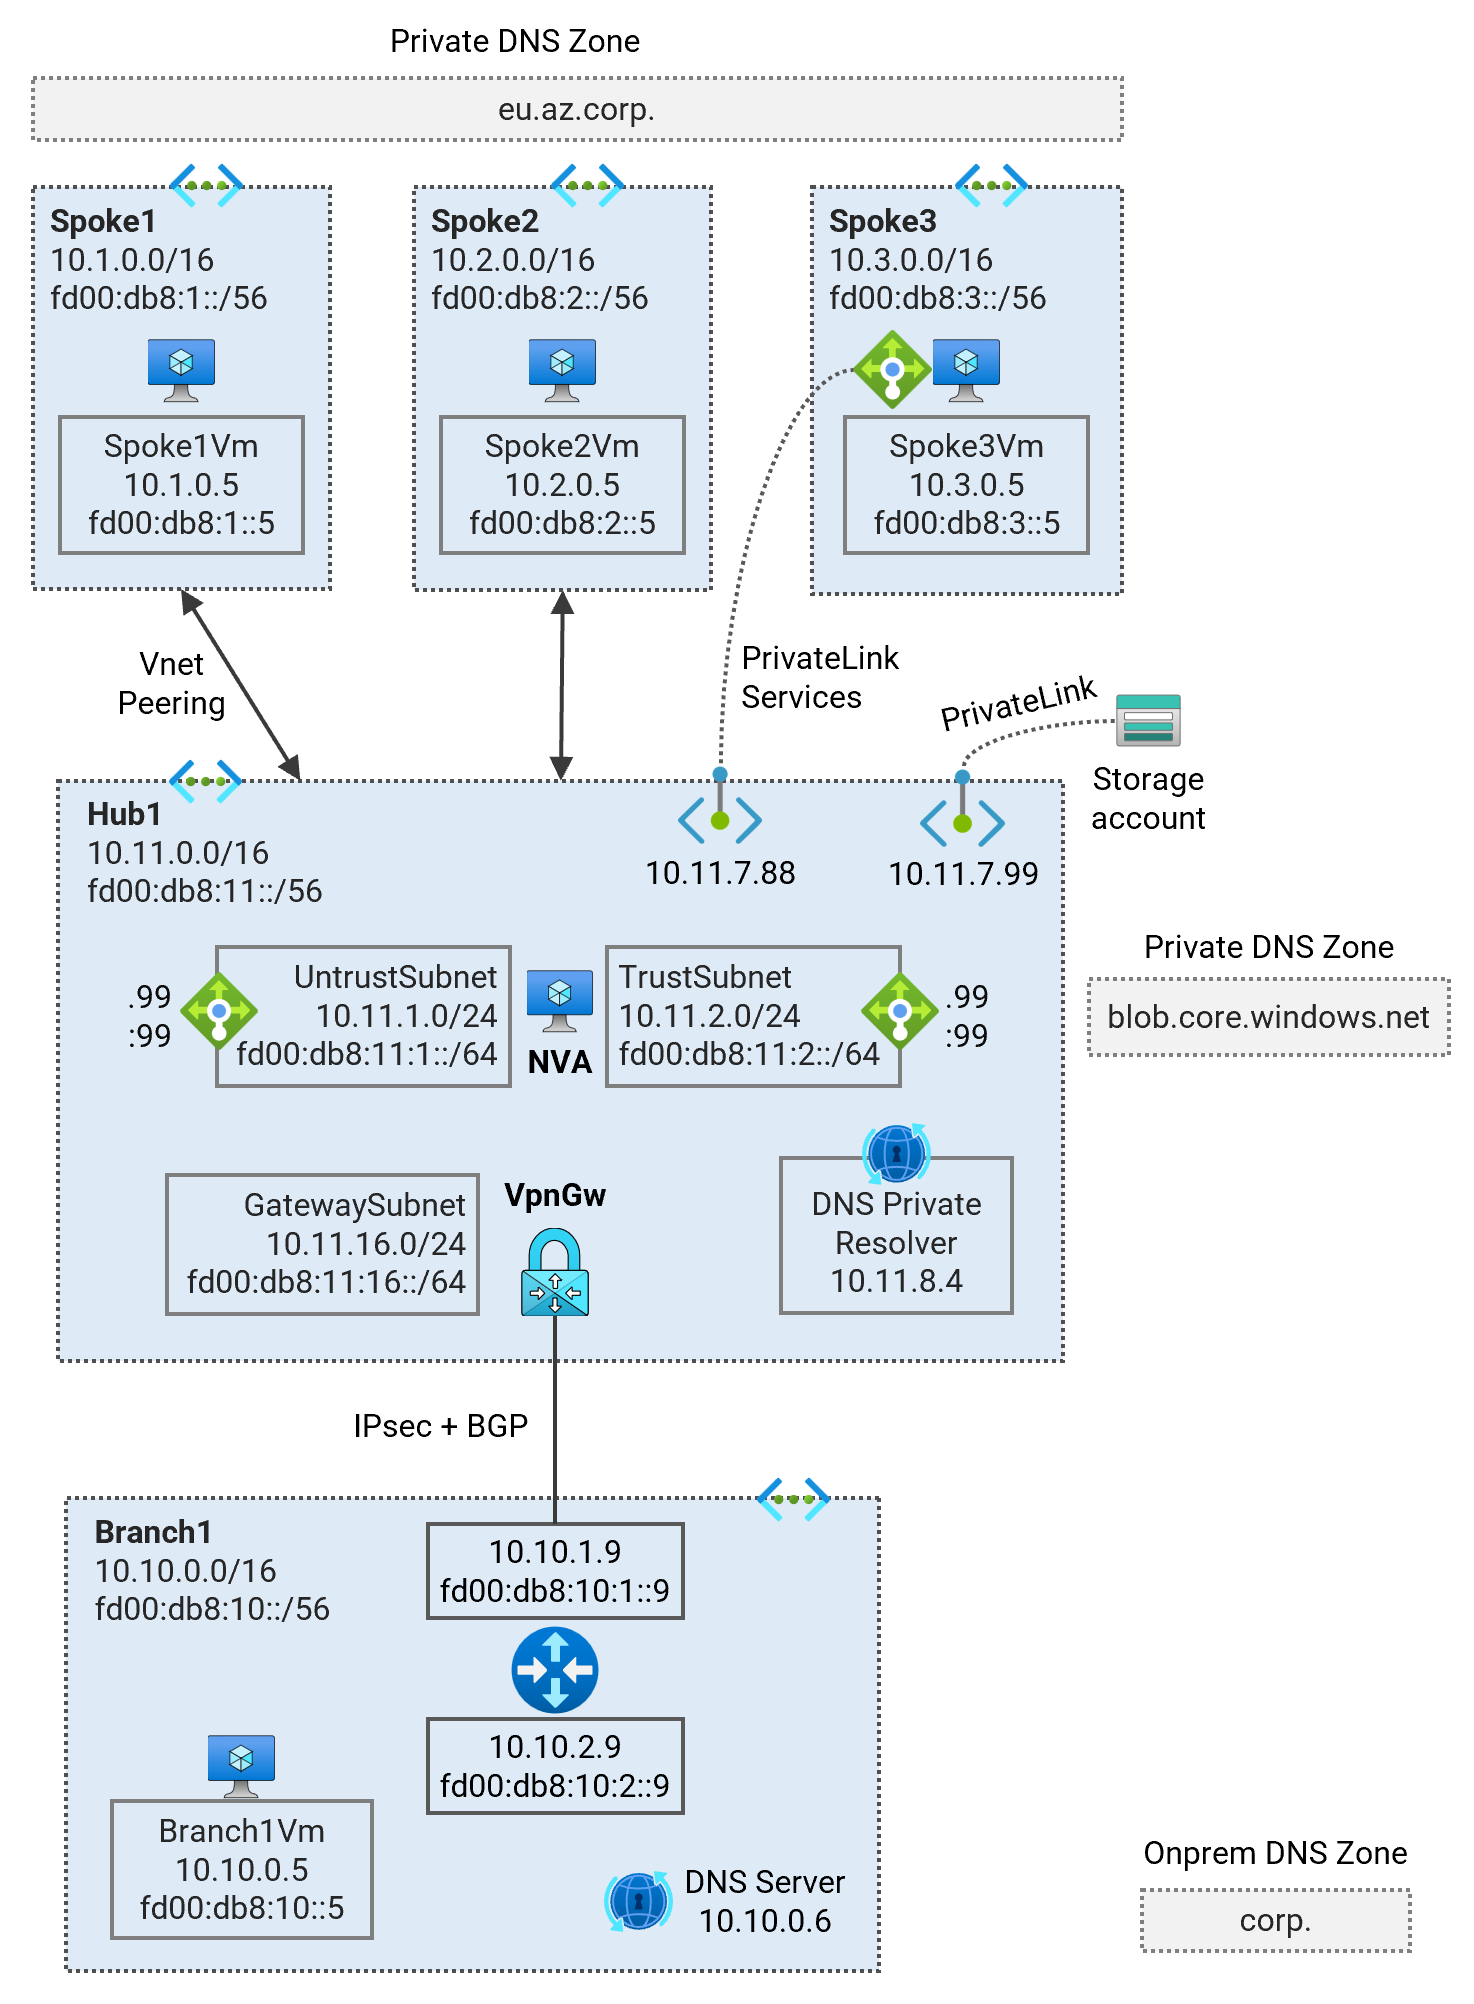 Private DNS Zone
eu.az.corp.
Spoke1
10.1.0.0/16
fd00:db8:1::/56
Spoke1Vm
10.1.0.5
fd00:db8:1::5
Spoke2
10.2.0.0/16
fd00:db8:2::/56
Spoke2Vm
10.2.0.5
fd00:db8:2::5
Spoke3
10.3.0.0/16
fd00:db8:3::/56
Spoke3Vm
10.3.0.5
fd00:db8:3::5
Vnet
Peering
PrivateLink
Services
PrivateLink
Storage
account
Hub1
10.11.0.0/16
fd00:db8:11::/56
10.11.7.88
10.11.7.99
Private DNS Zone
blob.core.windows.net
.99
:99
UntrustSubnet
10.11.1.0/24
fd00:db8:11:1::/64
NVA
TrustSubnet
10.11.2.0/24
fd00:db8:11:2::/64
.99
:99
GatewaySubnet
10.11.16.0/24
fd00:db8:11:16::/64
VpnGw
DNS Private
Resolver
10.11.8.4
IPsec + BGP
Branch1
10.10.0.0/16
fd00:db8:10::/56
10.10.1.9
fd00:db8:10:1::9
10.10.2.9
fd00:db8:10:2::9
Branch1Vm
10.10.0.5
fd00:db8:10::5
DNS Server
10.10.0.6
Onprem DNS Zone
corp.